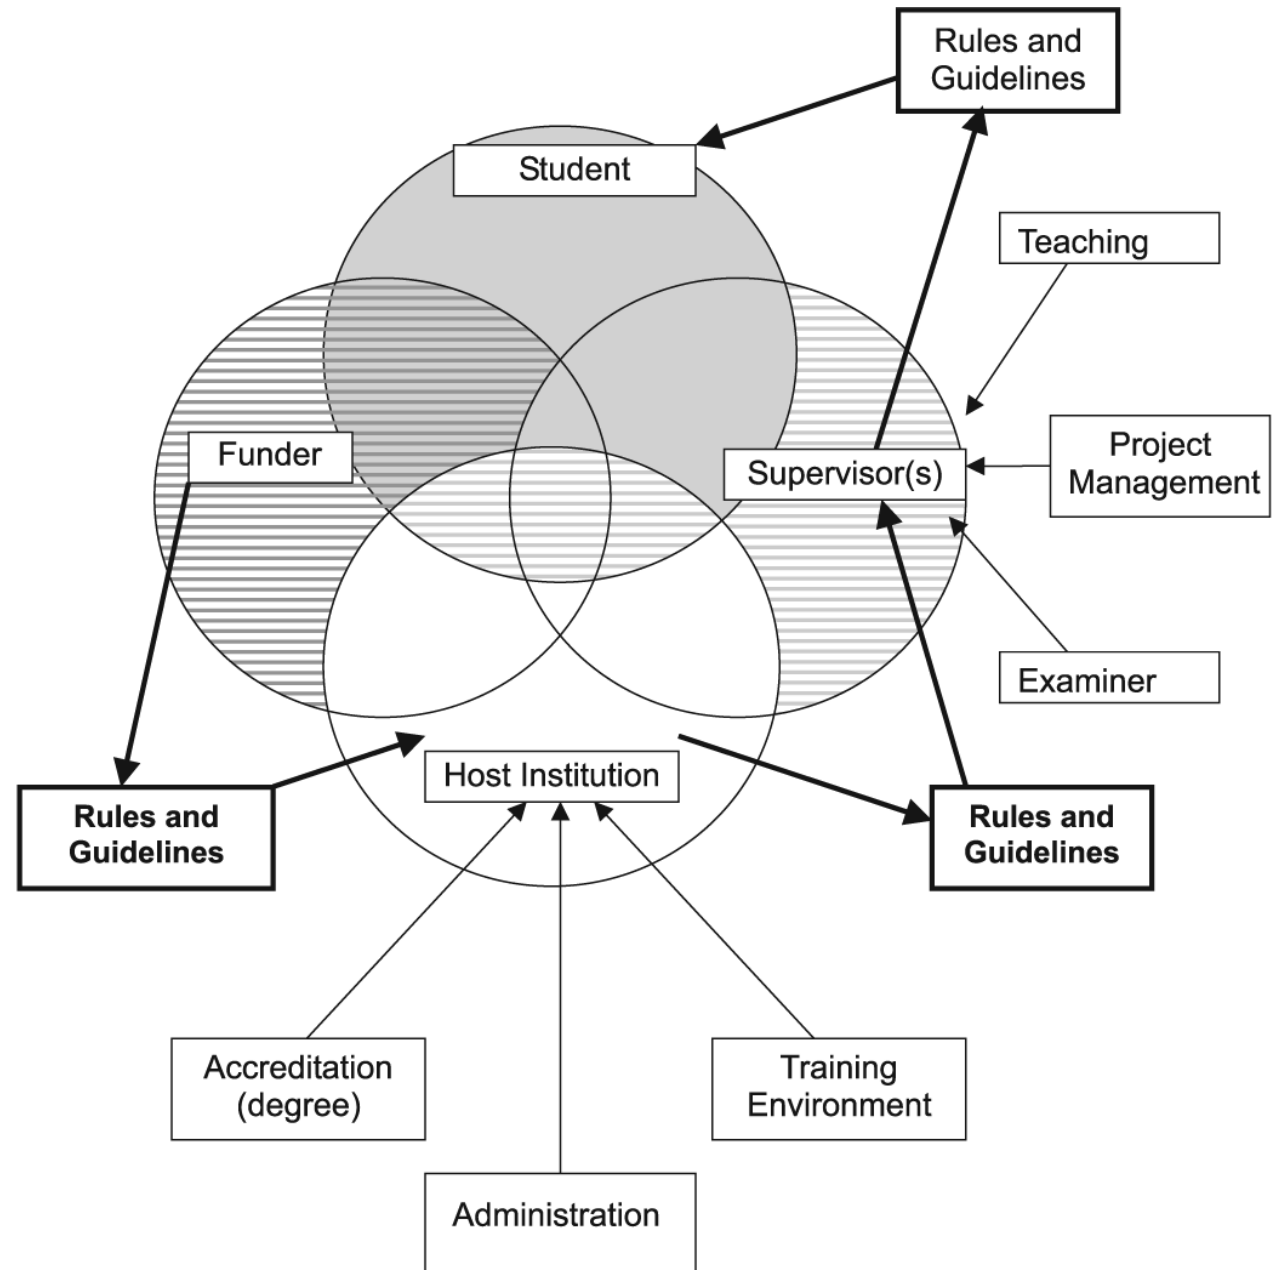 Rules and
Guidelines
Student
Teaching
Funder
Supervisor(s)
Project
Management
Examiner
Host Institution
Rules and
Guidelines
Rules and
Guidelines
Accreditation
(degree)
Training
Environment
Administration